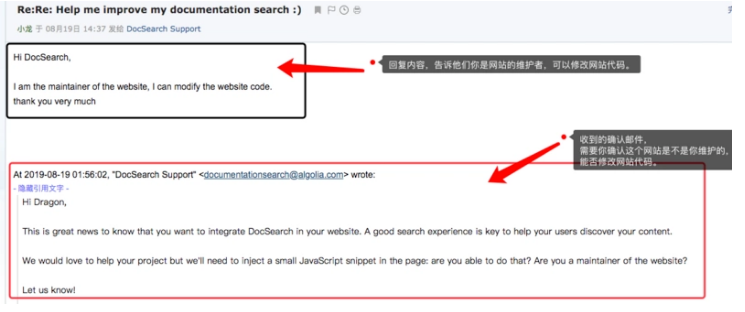 Re:Re: Help me improve my documentation search :)
小龙 于 08月19日 14:37 发给 DocSearch Support
Hi DocSearch,
I am the maintainer of the website, I can modify the website code.
thank you very much
回复内容，告诉他们你是网站的维护者，可以修改网站代码。
收到的确认邮件，
需要你确认这个网站是不是你维护的，
能否修改网站代码。
At 2019-08-19 01:56:02, "DocSearch Support" <documentationsearch@algolia.com> wrote:
- 隐藏引用文字 -
Hi Dragon,
This is great news to know that you want to integrate DocSearch in your website. A good search experience is key to help your users discover your content.
We would love to help your project but we'll need to inject a small JavaScript snippet in the page: are you able to do that? Are you a maintainer of the website?
Let us know!